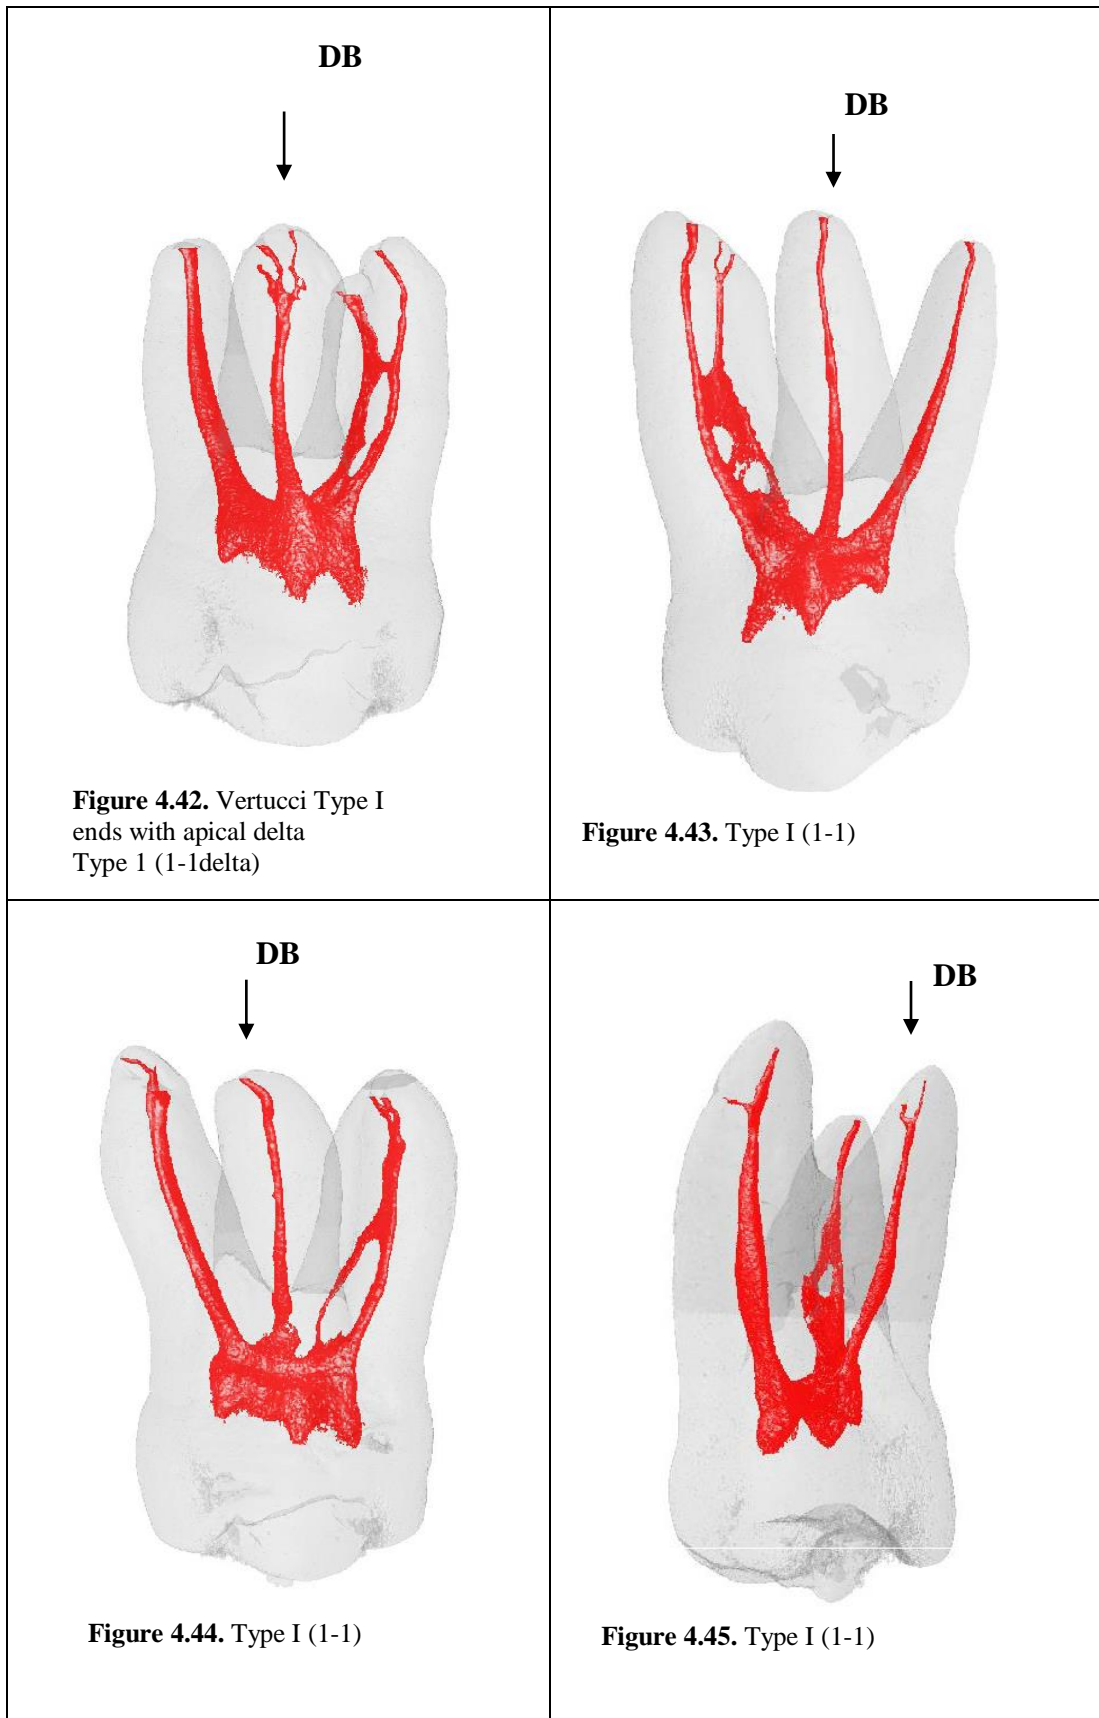 DB
DB
Figure 4.42. Vertucci Type I
ends with apical delta
Type 1 (1-1delta)
Figure 4.43. Type I (1-1)
DB
DB
Figure 4.44. Type I (1-1)
Figure 4.45. Type I (1-1)